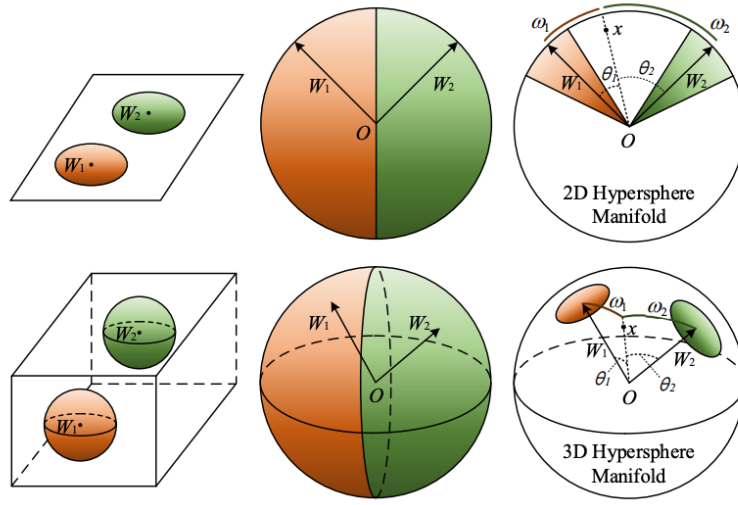 W2
W1
W1
W2
O
ω1
ω2
x
θ1
θ2
W1
W2
O
2D Hypersphere
Manifold
W2
W1
W1
W2
O
ω1
ω2
x
W1
W2
θ1
θ2
O
3D Hypersphere
Manifold